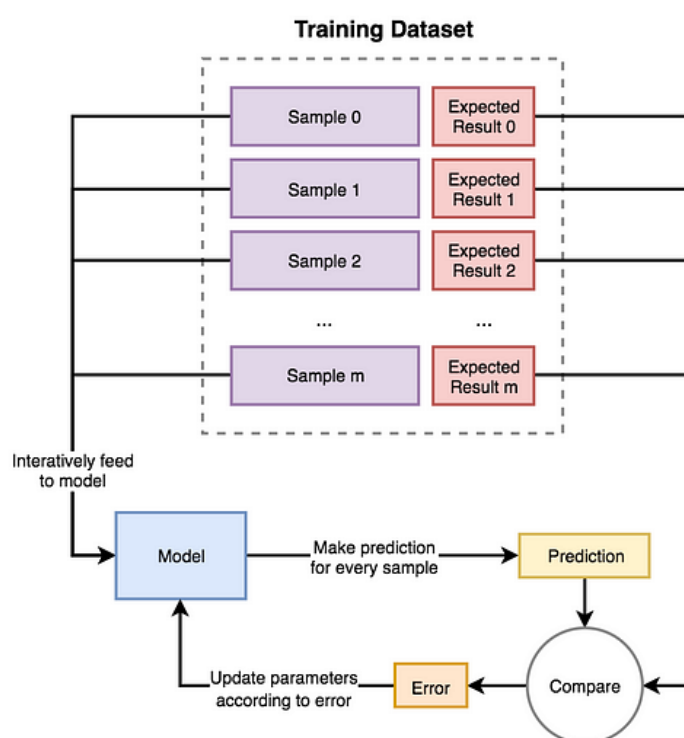 Training Dataset
Sample 0
Expected
Result 0
Sample 1
Expected
Result 1
Sample 2
Expected
Result 2
...
...
Sample m
Expected
Result m
Interatively feed
to model
Model
Make prediction
for every sample
Prediction
Update parameters
according to error
Error
Compare